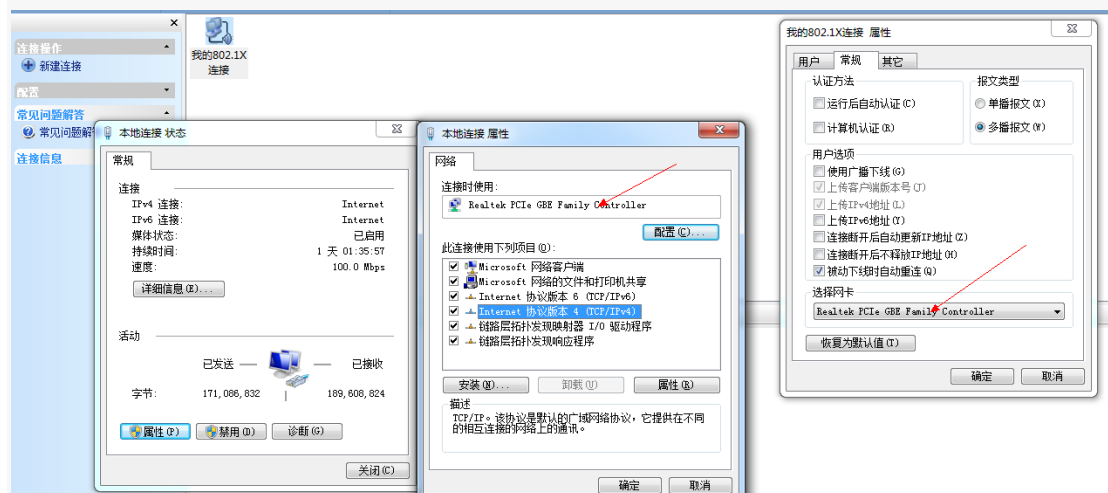 连接操作
新建连接
配置
常见问题解答
常见问题解
连接信息
我的802.1X
连接
本地连接 状态
常规
连接
IPv4 连接: Internet
IPv6 连接: Internet
媒体状态: 已启用
持续时间: 1 天 01:35:57
速度: 100.0 Mbps
详细信息(E)...
活动
已发送 — — 已接收
字节: 171,086,832 | 189,608,824
属性(P) 禁用(D) 诊断(G)
关闭(C)
本地连接 属性
网络
连接时使用:
Realtek PCIe GBE Family Controller
配置(C)...
此连接使用下列项目(O):
Microsoft 网络客户端
Microsoft 网络的文件和打印机共享
Internet 协议版本 6 (TCP/IPv6)
Internet 协议版本 4 (TCP/IPv4)
链路层拓扑发现映射器 I/O 驱动程序
链路层拓扑发现响应程序
安装(N)... 卸载(U) 属性(R)
描述
TCP/IP。该协议是默认的广域网络协议，它提供在不同
的相互连接的网络上的通讯。
确定 取消
我的802.1X连接 属性
用户 常规 其它
认证方法
运行后自动认证(C)
计算机认证(R)
报文类型
单播报文(X)
多播报文(W)
用户选项
使用广播下线(G)
上传客户端版本号(J)
上传IPv4地址(L)
上传IPv6地址(Y)
连接断开后自动更新IP地址(Z)
连接断开后不释放IP地址(H)
被动下线时自动重连(Q)
选择网卡
Realtek PCIe GBE Family Controller
恢复为默认值(T)
确定 取消